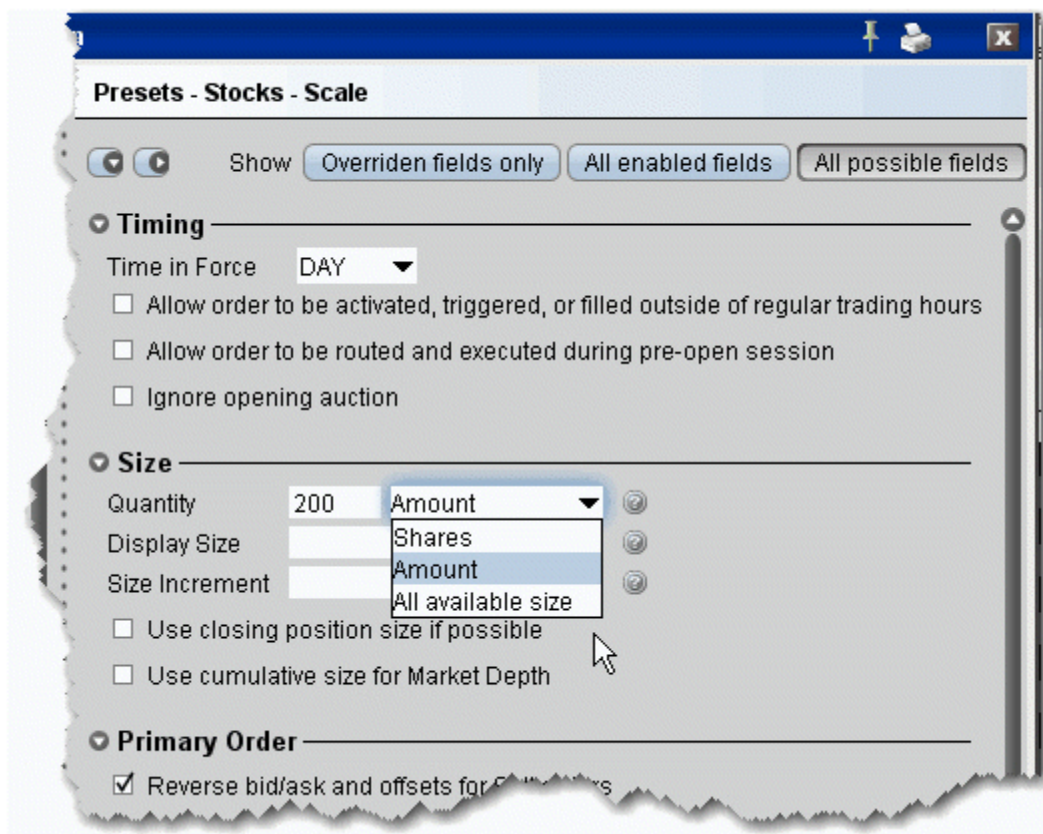 Presets - Stocks - Scale
Show Overriden fields only All enabled fields All possible fields
Timing
Time in Force DAY
Allow order to be activated, triggered, or filled outside of regular trading hours
Allow order to be routed and executed during pre-open session
Ignore opening auction
Size
Quantity 200 Amount
Display Size Shares
Amount
Size Increment
All available size
Use closing position size if possible
Use cumulative size for Market Depth
Primary Order
Reverse bid/ask and offsets for